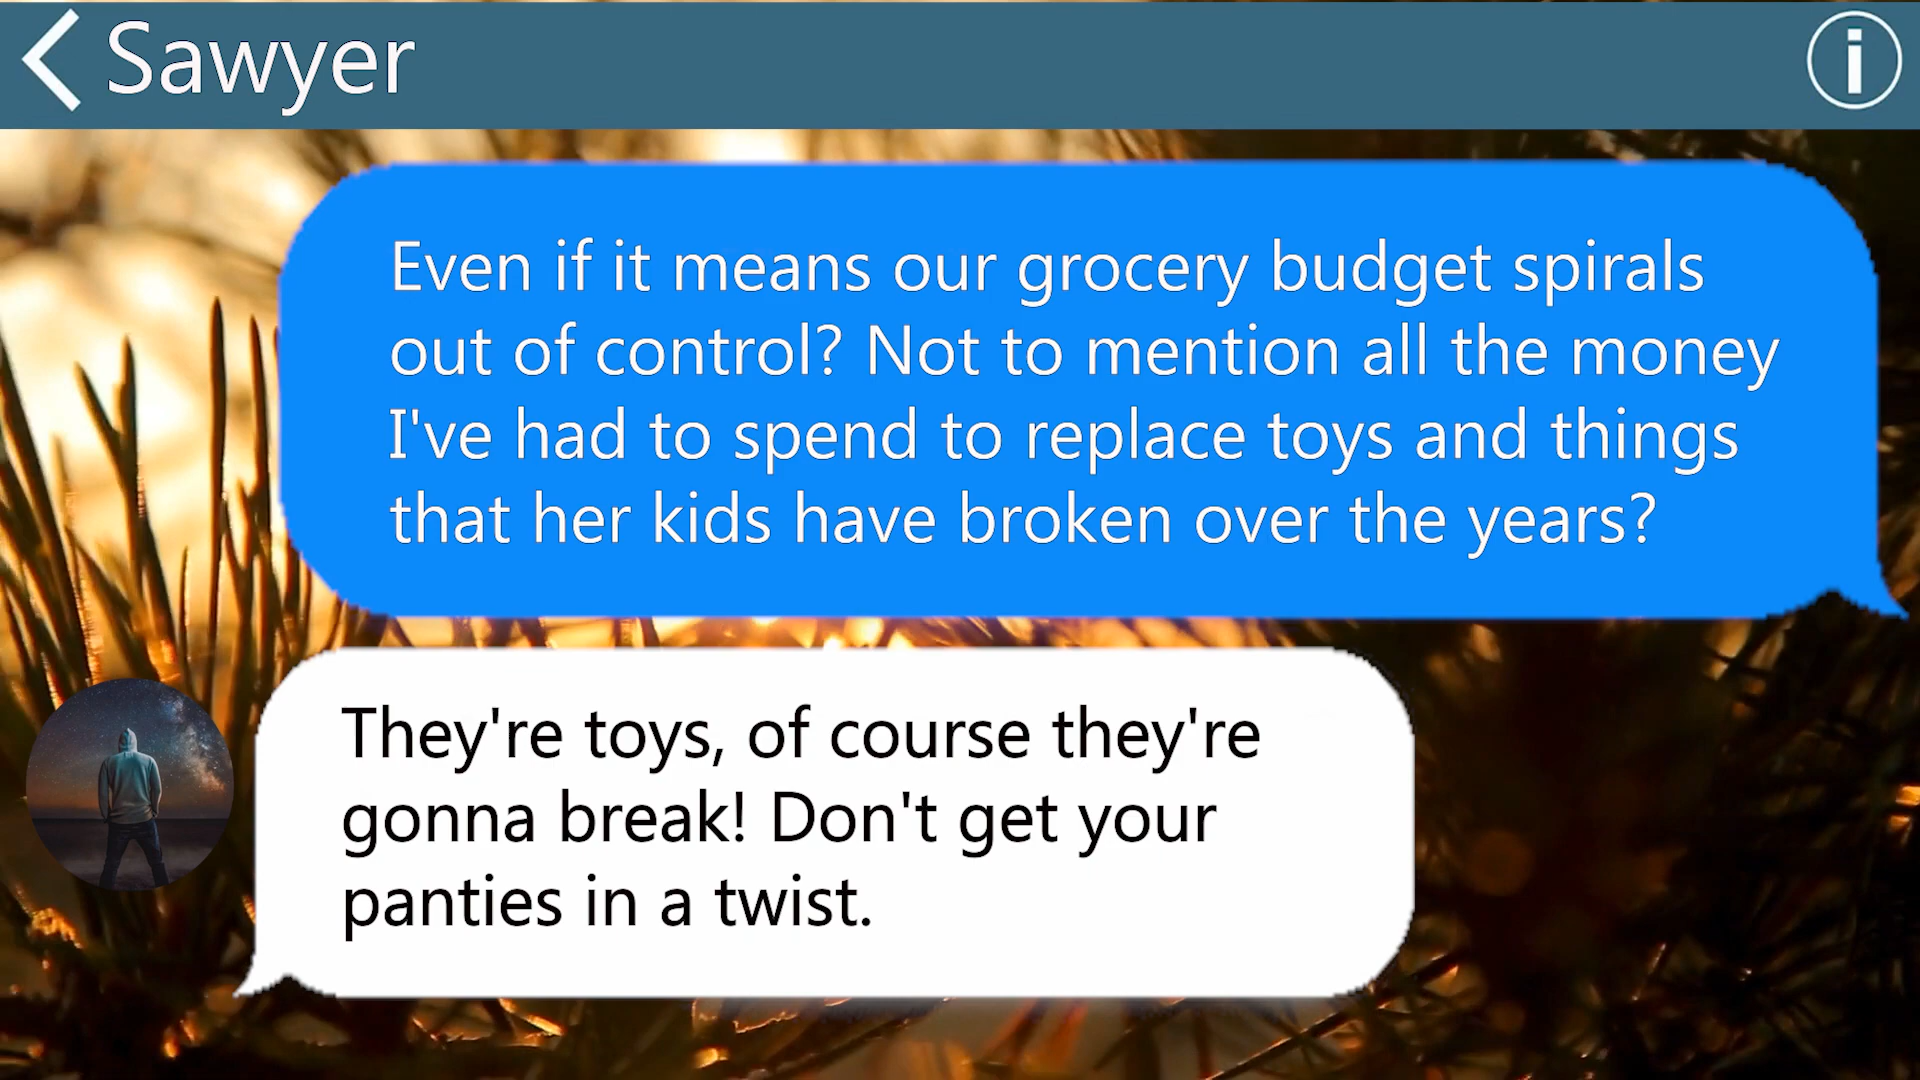 Sawyer
Even if it means our grocery budget spirals
out of control? Not to mention all the money
I've had to spend to replace toys and things
that her kids have broken over the years?
They're toys, of course they're
gonna break! Don't get your
panties in a twist.